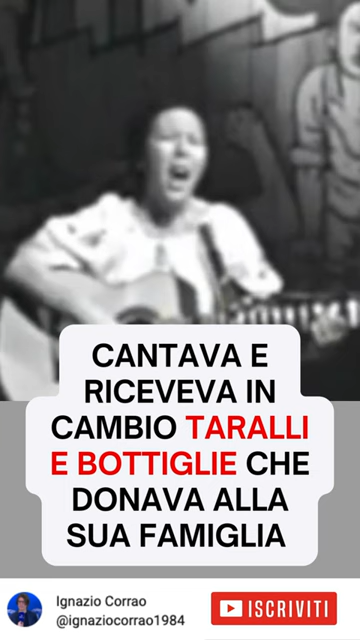 CANTAVA E
RICEVEVA IN
CAMBIO TARALLI
E BOTTIGLIE CHE
DONAVA ALLA
SUA FAMIGLIA
Ignazio Corrao
@ignaziocorrao1984
ISCRIVITI